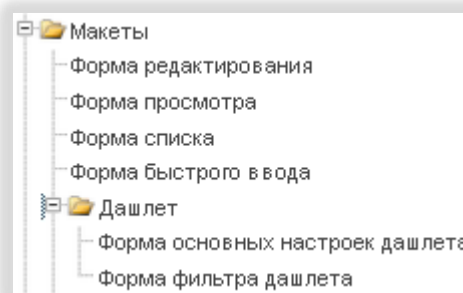 Макеты
Форма редактирования
Форма просмотра
Форма списка
Форма быстрого ввода
Дашлет
Форма основных настроек дашлета
Форма фильтра дашлета